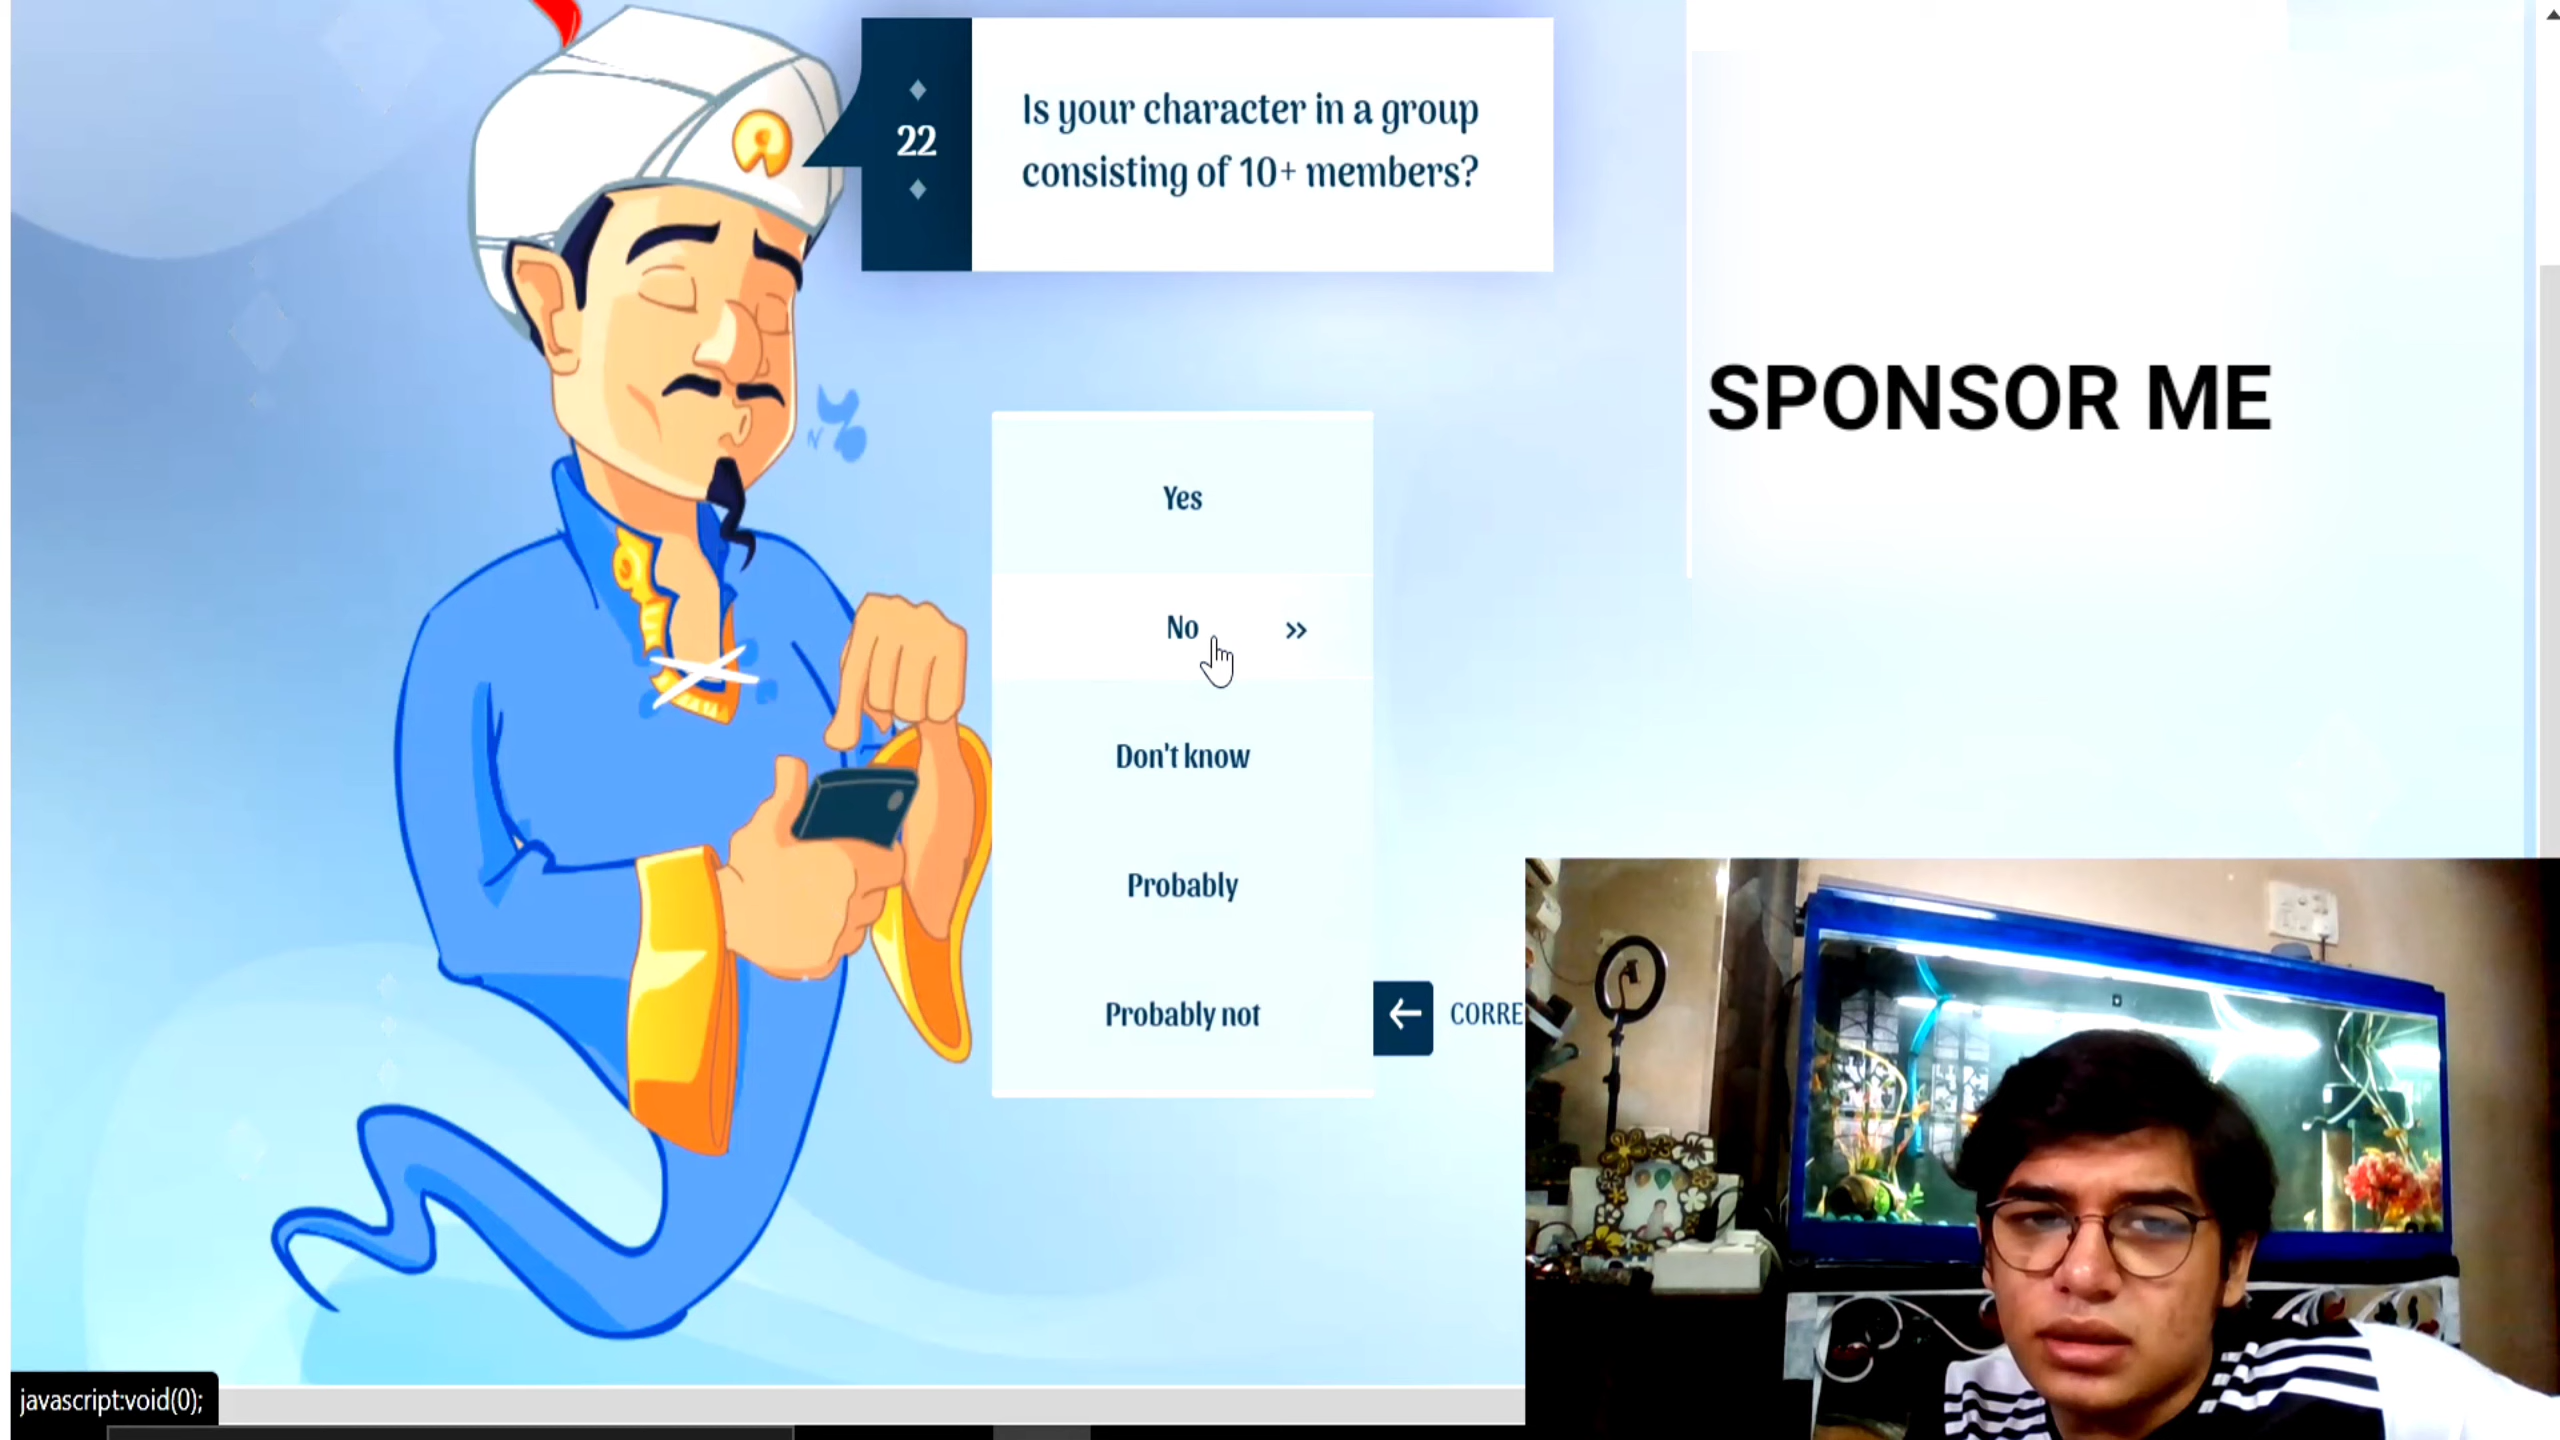 22
Is your character in a group
consisting of 10+ members?
SPONSOR ME
Yes
No
Don't know
Probably
Probably not
CORRE
javascript:void(0);